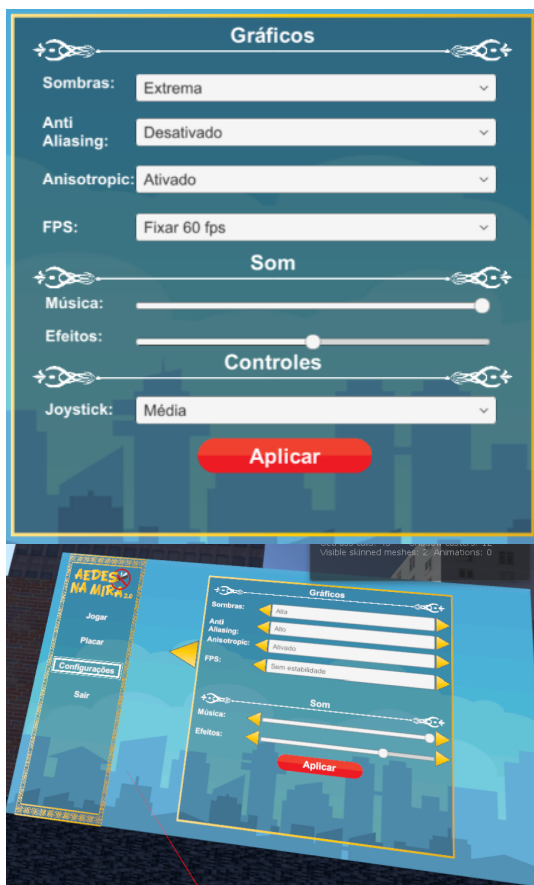 Gráficos
Sombras: Extrema
Anti
Aliasing: Desativado
Anisotropic: Ativado
FPS: Fixar 60 fps
Som
Música:
Efeitos:
Controles
Joystick: Média
Aplicar
Visible skinned meshes: 2 Animations: 0
AEDES
NA MIRA 2.0
Jogar
Placar
Configurações
Sair
Gráficos
Sombras: Alta
Anti
Aliasing: Alto
Anisotropic: Ativado
FPS: Sem estabilidade
Som
Música:
Efeitos:
Aplicar